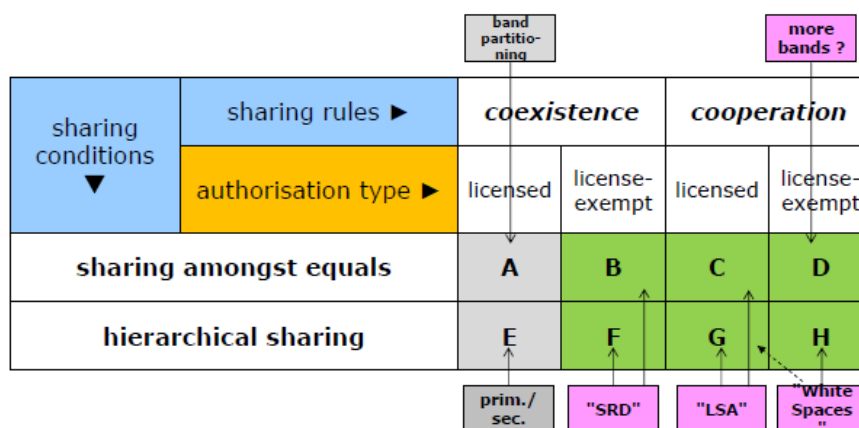 band
partitio-
ning
more
bands ?
sharing
conditions
▼
sharing rules ►
coexistence
cooperation
authorisation type ►
licensed
license-
exempt
licensed
license-
exempt
sharing amongst equals
A
B
C
D
hierarchical sharing
E
F
G
H
prim./
sec.
"SRD"
"LSA"
"White
Spaces
"